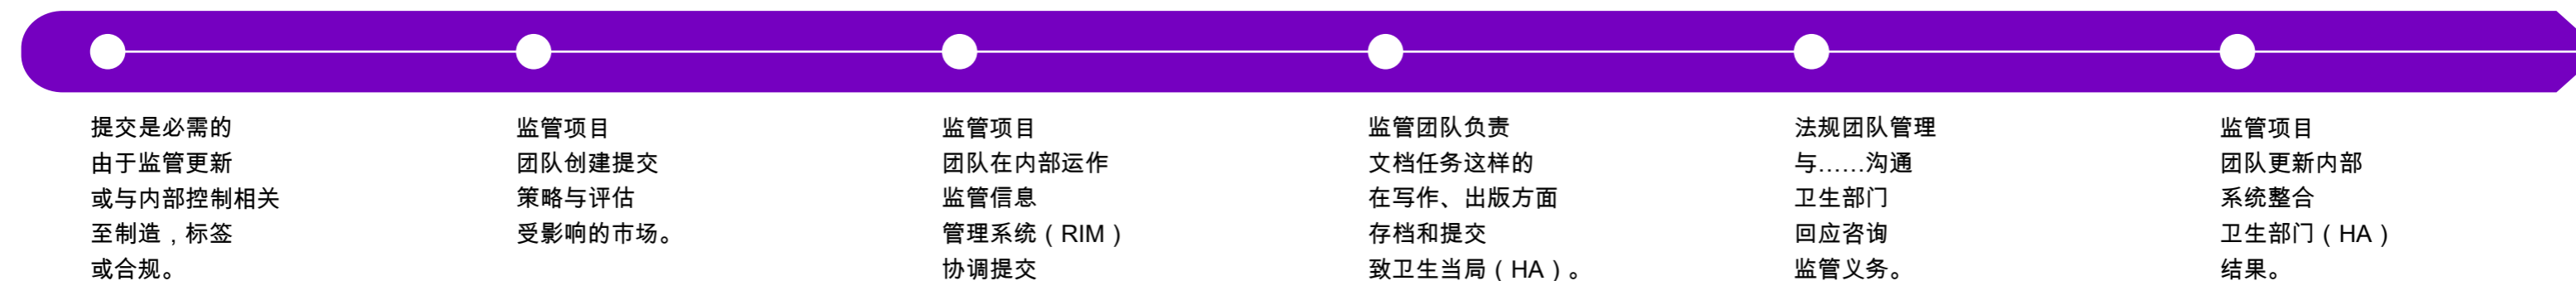 提交是必需的
由于监管更新
或与内部控制相关
至制造，标签
或合规。
监管项目
团队创建提交
策略与评估
受影响的市场。
监管项目
团队在内部运作
监管信息
管理系统（RIM）
协调提交
监管团队负责
文档任务这样的
在写作、出版方面
存档和提交
致卫生当局（HA）。
法规团队管理
与……沟通
卫生部门
回应咨询
监管义务。
监管项目
团队更新内部
系统整合
卫生部门（HA）
结果。